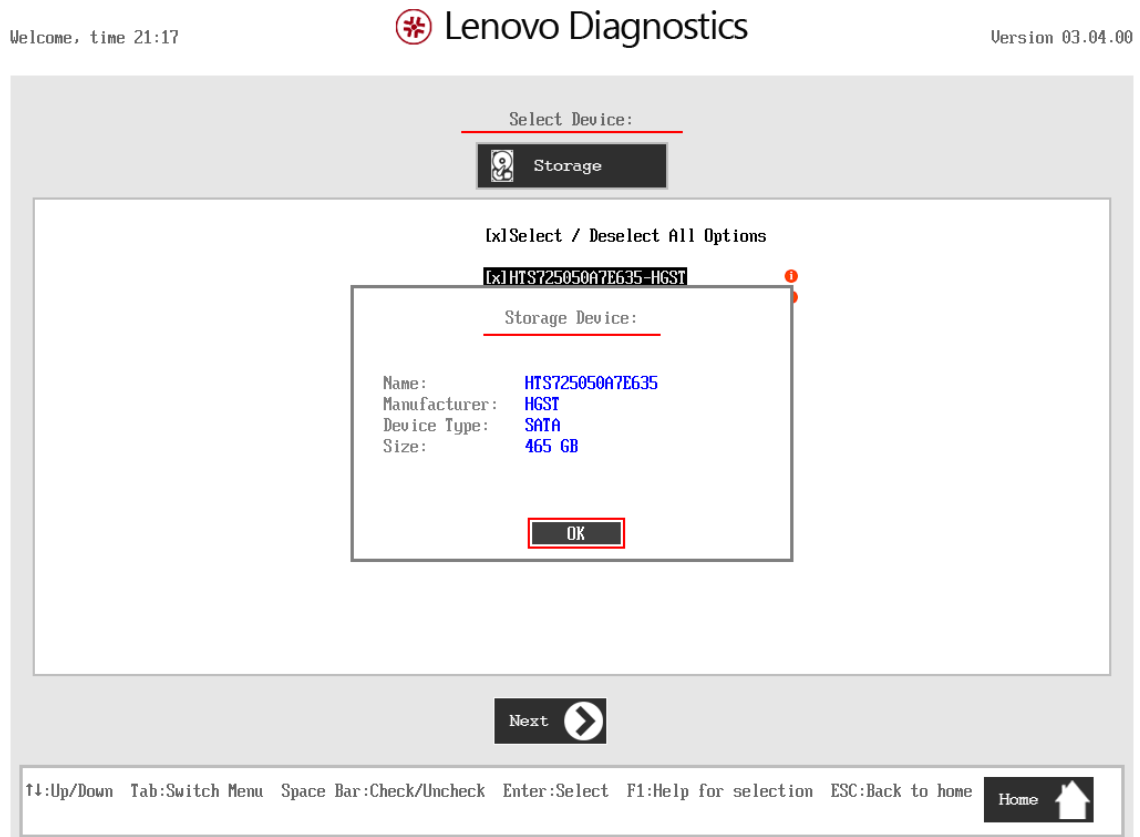 Welcome, time 21:17
Lenovo Diagnostics
Version 03.04.00
Select Device:
Storage
[x]Select / Deselect All Options
[x]HTS725050A7E635-HGST
Storage Device:
Name: HTS725050A7E635
Manufacturer: HGST
Device Type: SATA
Size: 465 GB
OK
Next
↑↓:Up/Down Tab:Switch Menu Space Bar:Check/Uncheck Enter:Select F1:Help for selection ESC:Back to home
Home